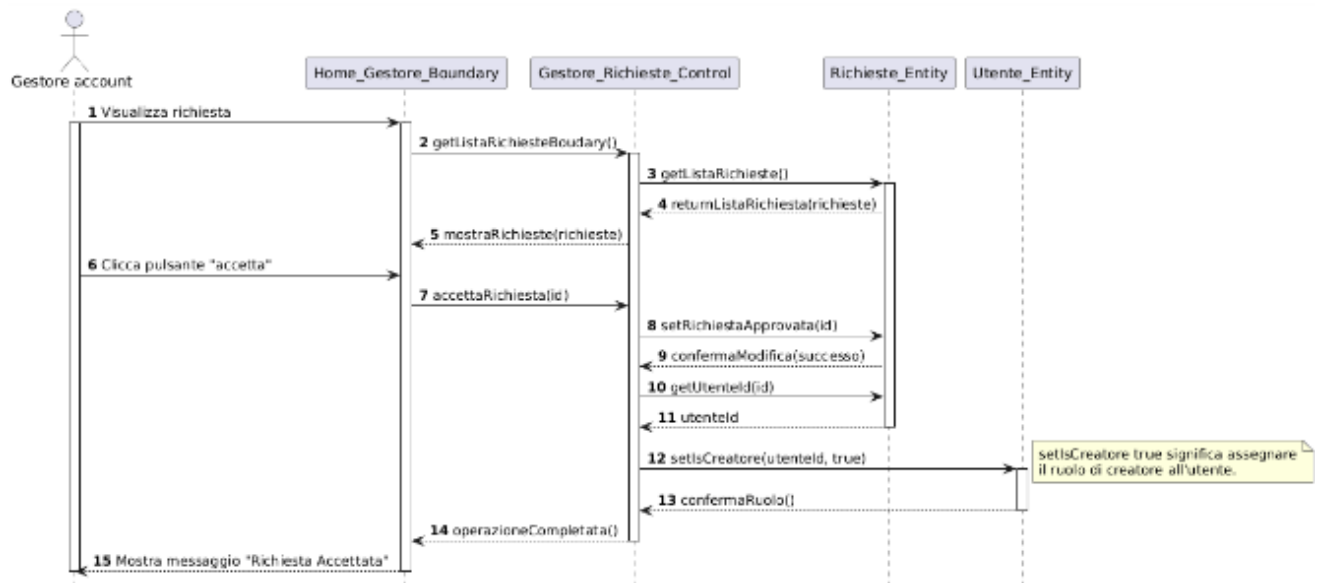 Gestore account
Home_Gestore_Boundary
Gestore_Richieste_Control
Richieste_Entity
Utente_Entity
1 Visualizza richiesta
2 getListaRichiesteBoudary()
3 getListaRichieste()
4 returnListaRichiesta(richieste)
5 mostraRichieste(richieste)
6 Clicca pulsante "accetta"
7 accettaRichiesta(id)
8 setRichiestaApprovata(id)
9 confermaModifica(successo)
10 getUtenteId(id)
11 utenteId
12 setIsCreatore(utenteId, true)
setIsCreatore true significa assegnare
il ruolo di creatore all'utente.
13 confermaRuolo()
14 operazioneCompletata()
15 Mostra messaggio "Richiesta Accettata"